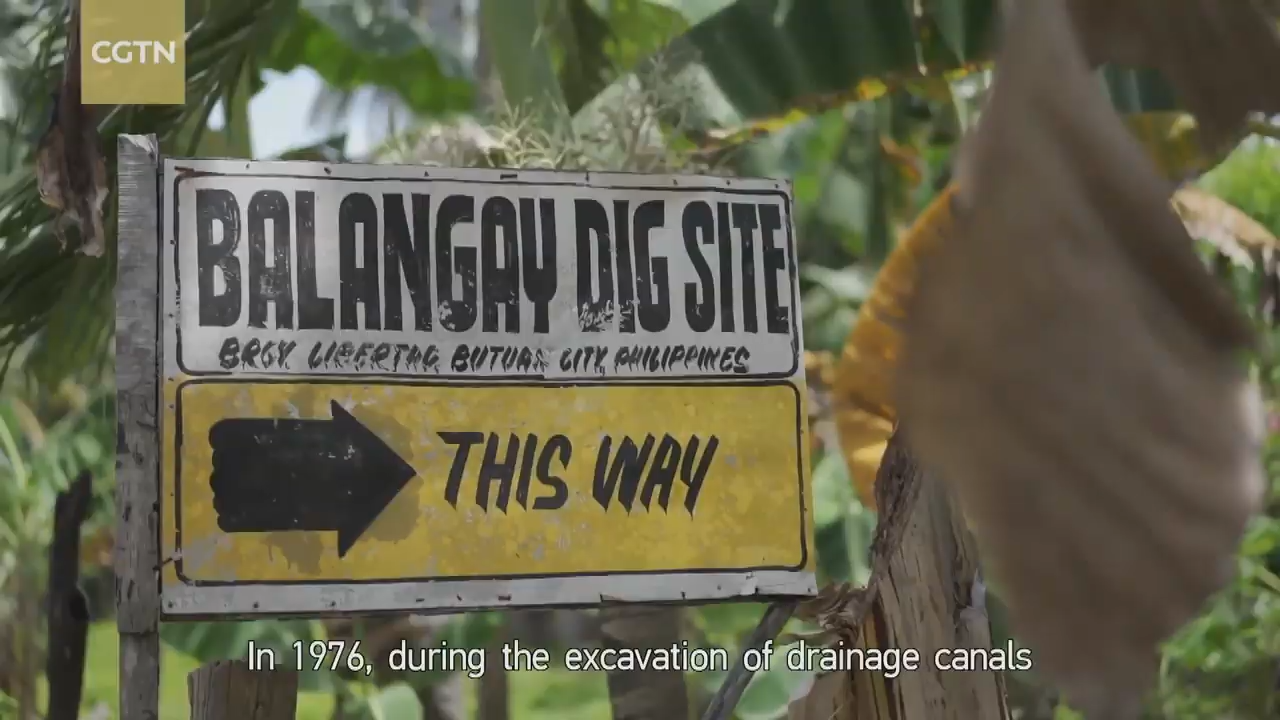 CGTN
BALANGAY DIG SITE
BRGY. LIBERTAD, BUTUAN CITY, PHILIPPINES
THIS WAY
In 1976, during the excavation of drainage canals